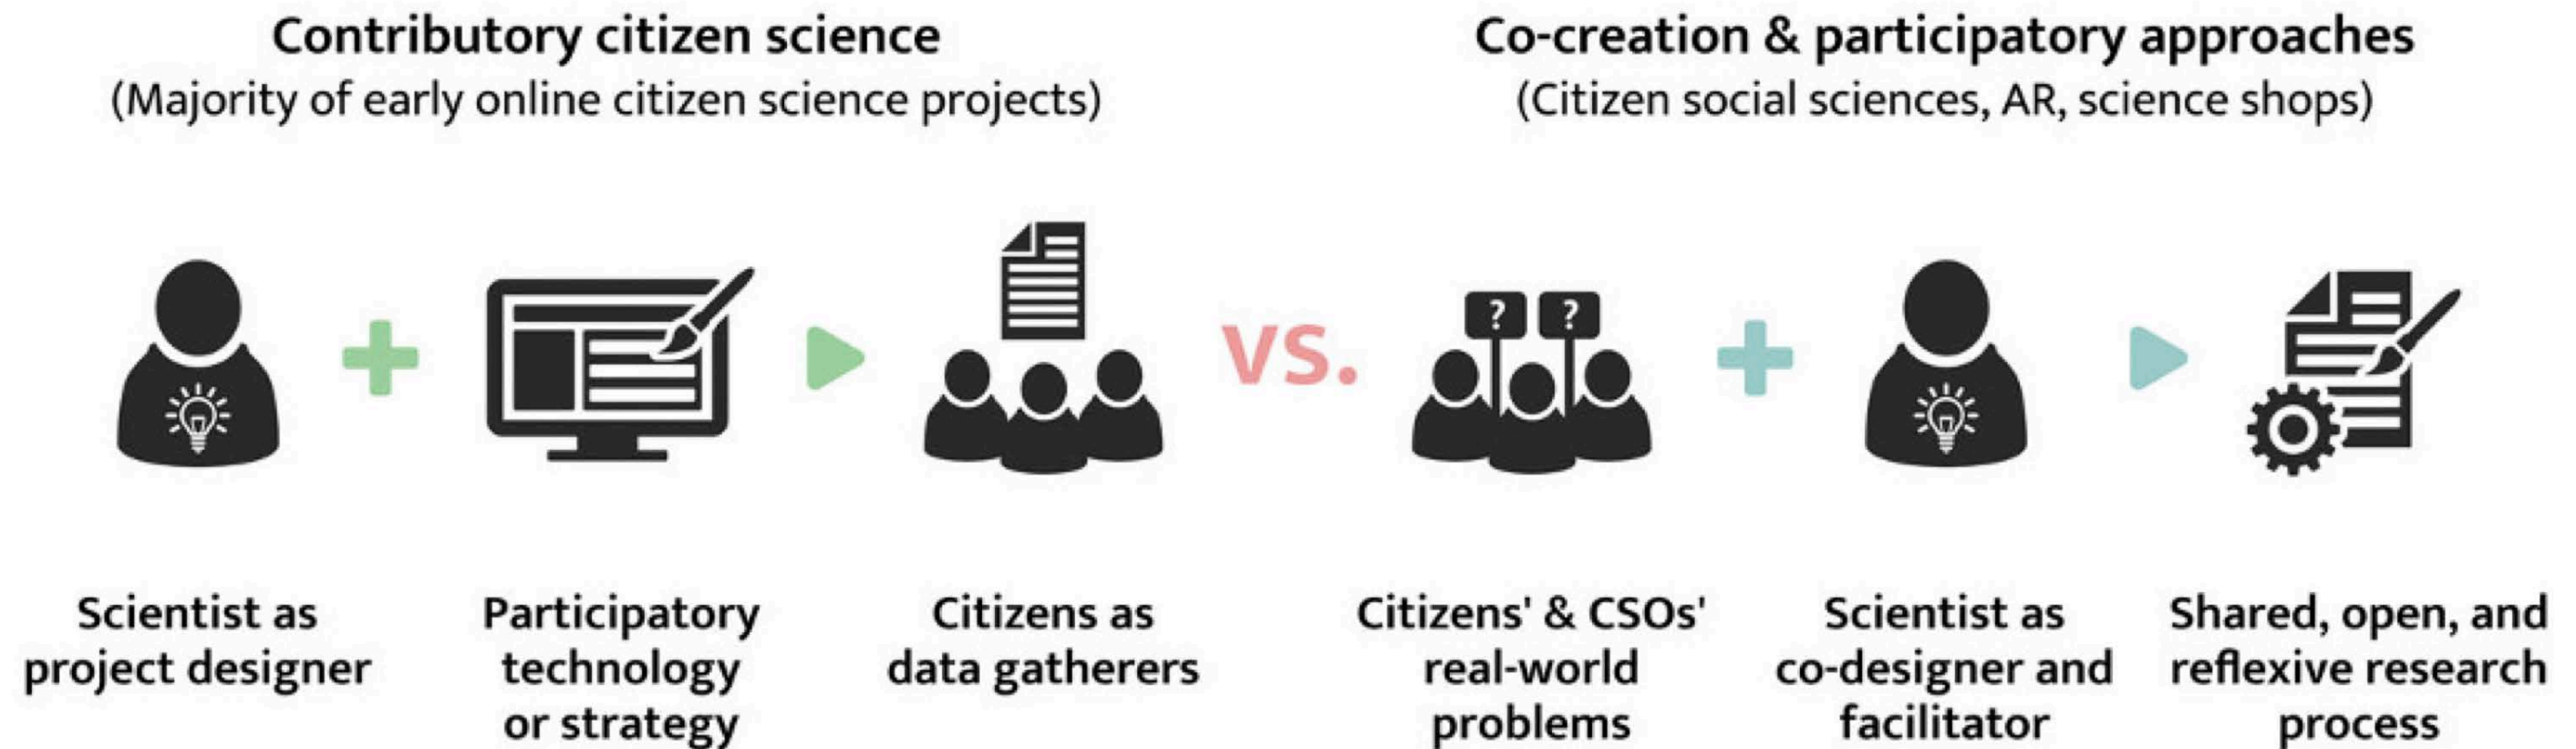 Contributory citizen science
(Majority of early online citizen science projects)
Co-creation & participatory approaches
(Citizen social sciences, AR, science shops)
vs.
? ?
Scientist as
project designer
Participatory
technology
or strategy
Citizens as
data gatherers
Citizens' & CSOs'
real-world
problems
Scientist as
co-designer and
facilitator
Shared, open, and
reflexive research
process